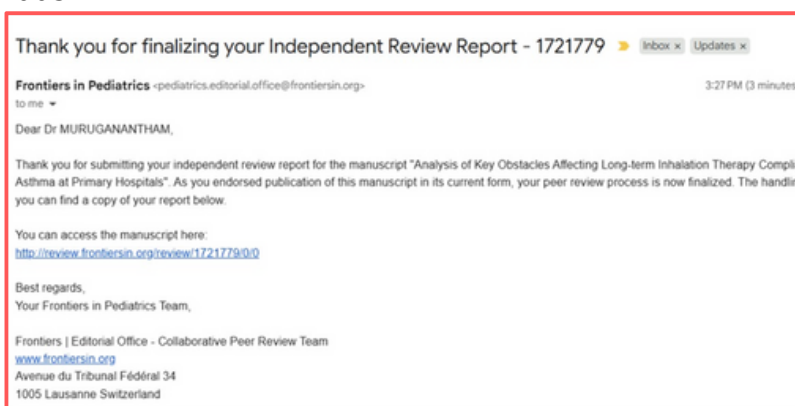 Thank you for finalizing your Independent Review Report - 1721779 Inbox x Updates x
Frontiers in Pediatrics <pediatrics.editorial.office@frontiersin.org> 3:27 PM (3 minutes
to me
Dear Dr MURUGANANTHAM,
Thank you for submitting your independent review report for the manuscript "Analysis of Key Obstacles Affecting Long-term Inhalation Therapy Compli
Asthma at Primary Hospitals". As you endorsed publication of this manuscript in its current form, your peer review process is now finalized. The handlin
you can find a copy of your report below.
You can access the manuscript here:
http://review.frontiersin.org/review/1721779/0/0
Best regards,
Your Frontiers in Pediatrics Team,
Frontiers | Editorial Office - Collaborative Peer Review Team
www.frontiersin.org
Avenue du Tribunal Fédéral 34
1005 Lausanne Switzerland